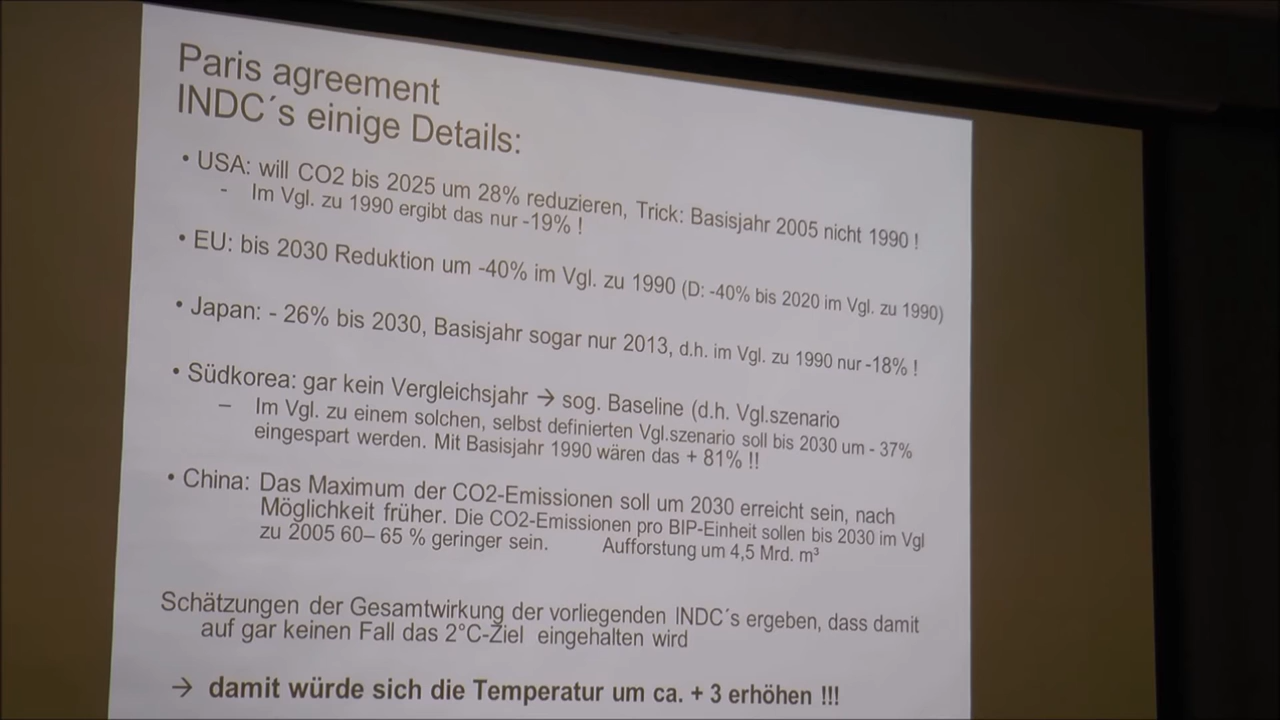 Paris agreement
INDC´s einige Details:
• USA: will CO2 bis 2025 um 28% reduzieren, Trick: Basisjahr 2005 nicht 1990 !
- Im Vgl. zu 1990 ergibt das nur -19% !
• EU: bis 2030 Reduktion um -40% im Vgl. zu 1990 (D: -40% bis 2020 im Vgl. zu 1990)
• Japan: - 26% bis 2030, Basisjahr sogar nur 2013, d.h. im Vgl. zu 1990 nur -18% !
• Südkorea: gar kein Vergleichsjahr → sog. Baseline (d.h. Vgl.szenario
– Im Vgl. zu einem solchen, selbst definierten Vgl.szenario soll bis 2030 um - 37%
eingespart werden. Mit Basisjahr 1990 wären das + 81% !!
• China: Das Maximum der CO2-Emissionen soll um 2030 erreicht sein, nach
Möglichkeit früher. Die CO2-Emissionen pro BIP-Einheit sollen bis 2030 im Vgl
zu 2005 60– 65 % geringer sein. Aufforstung um 4,5 Mrd. m³
Schätzungen der Gesamtwirkung der vorliegenden INDC´s ergeben, dass damit
auf gar keinen Fall das 2°C-Ziel eingehalten wird
→ damit würde sich die Temperatur um ca. + 3 erhöhen !!!